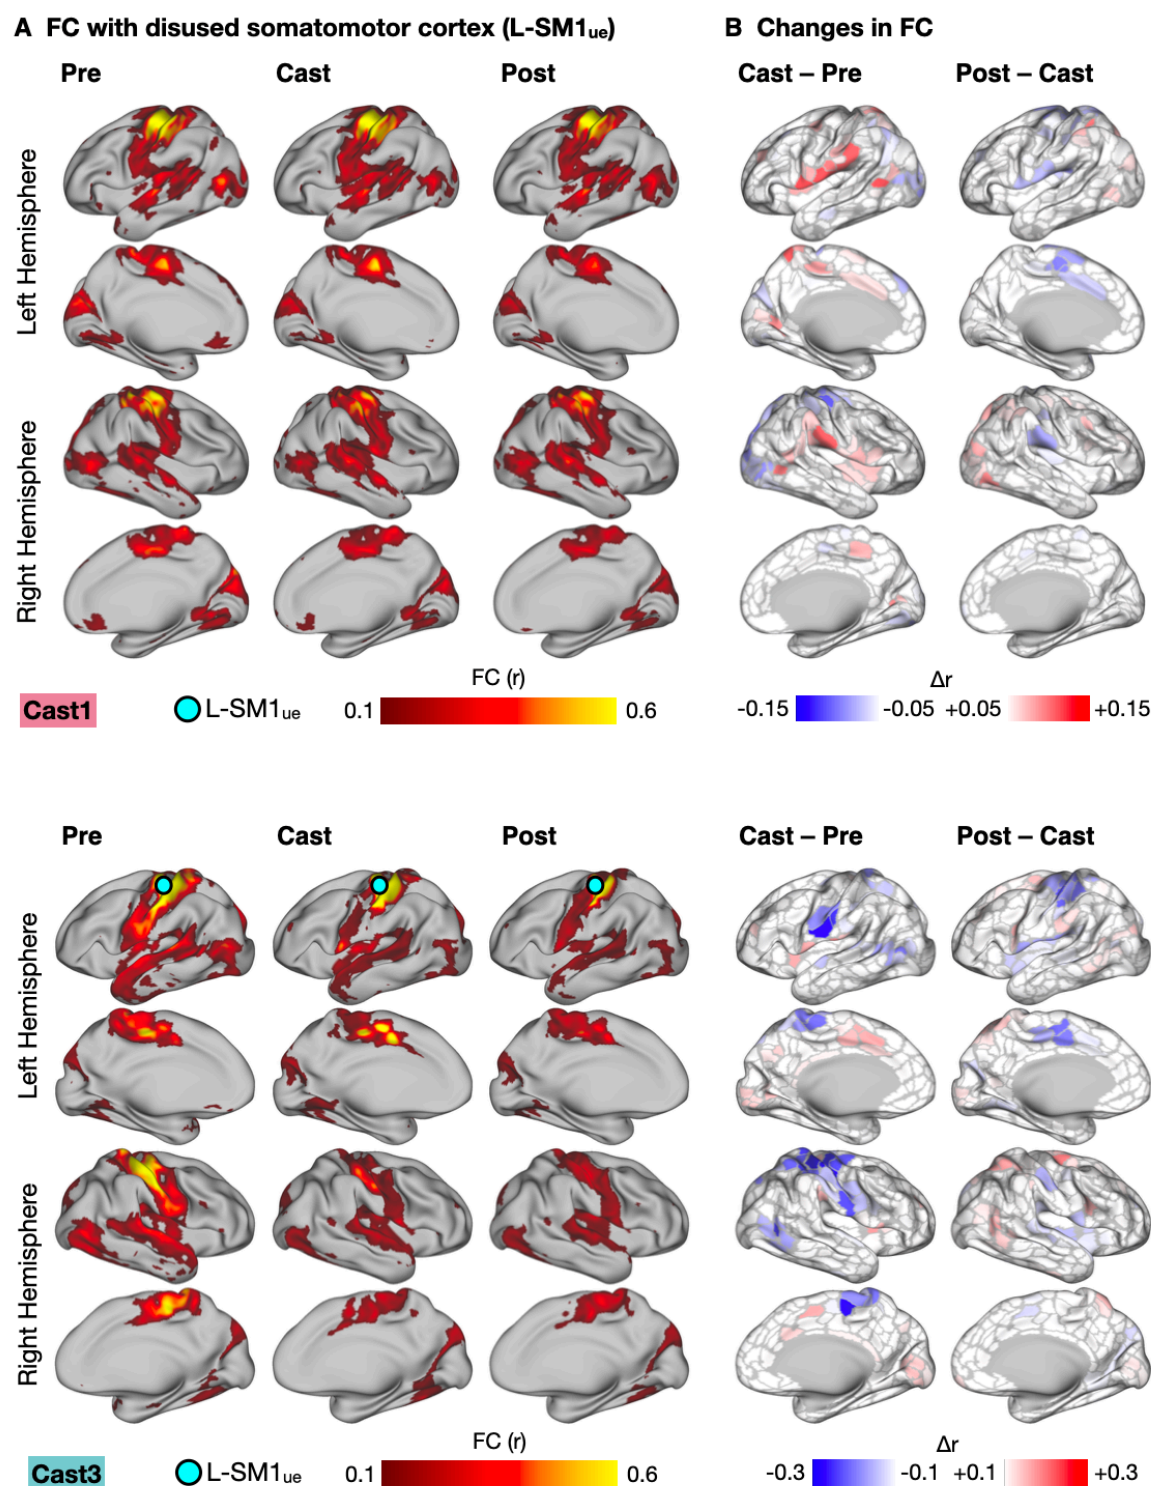 A FC with disused somatomotor cortex (L-SM1ue)
B Changes in FC
Pre Cast Post Cast – Pre Post – Cast
Left Hemisphere
Right Hemisphere
FC (r)
Δr
Cast1 L-SM1ue 0.1 0.6 -0.15 -0.05 +0.05 +0.15
Pre Cast Post Cast – Pre Post – Cast
Left Hemisphere
Right Hemisphere
FC (r)
Δr
Cast3 L-SM1ue 0.1 0.6 -0.3 -0.1 +0.1 +0.3